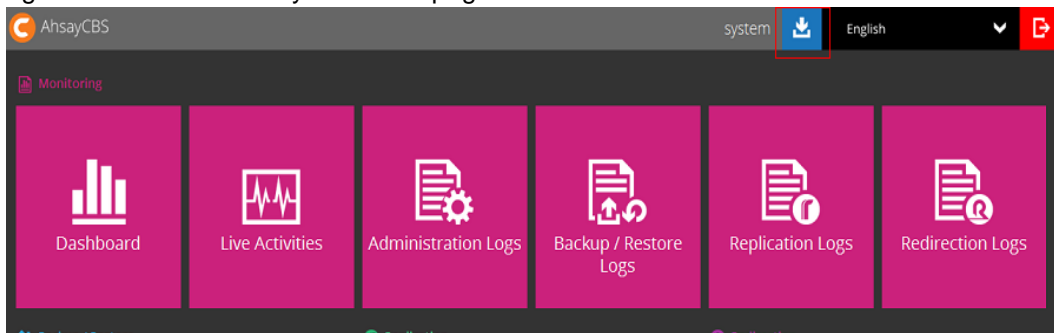 AhsayCBS
system
English
Monitoring
Dashboard
Live Activities
Administration Logs
Backup / Restore
Logs
Replication Logs
Redirection Logs